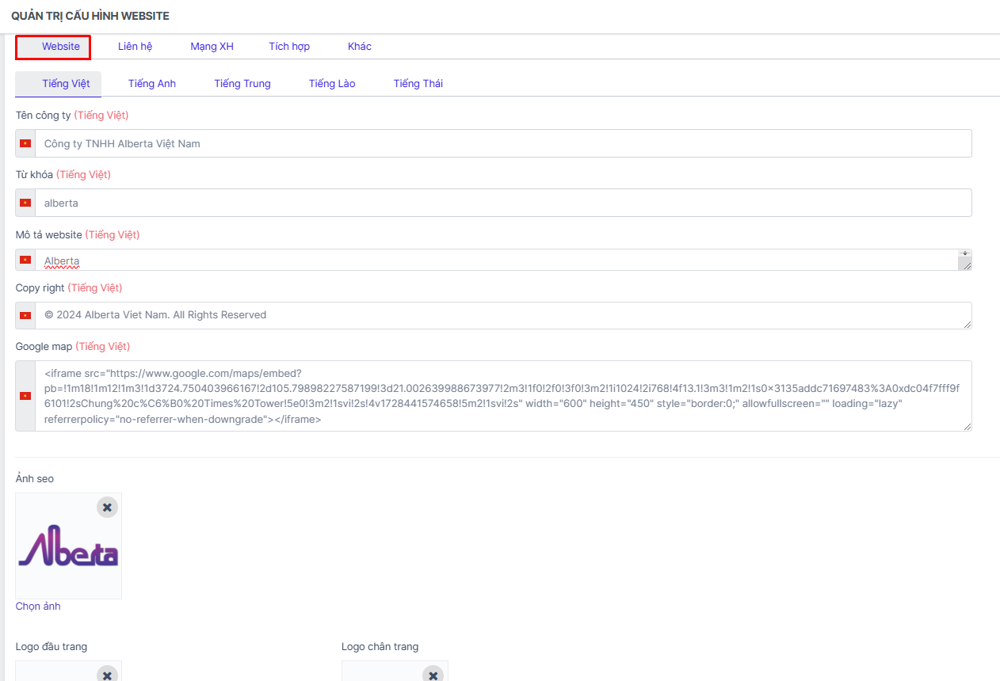 QUẢN TRỊ CẤU HÌNH WEBSITE
Website Liên hệ Mạng XH Tích hợp Khác
Tiếng Việt Tiếng Anh Tiếng Trung Tiếng Lào Tiếng Thái
Tên công ty (Tiếng Việt)
Công ty TNHH Alberta Việt Nam
Từ khóa (Tiếng Việt)
alberta
Mô tả website (Tiếng Việt)
Alberta
Copy right (Tiếng Việt)
© 2024 Alberta Viet Nam. All Rights Reserved
Google map (Tiếng Việt)
<iframe src="https://www.google.com/maps/embed?
pb=!1m18!1m12!1m3!1d3724.750403966167!2d105.79898227587199!3d21.002639988673977!2m3!1f0!2f0!3f0!3m2!1i1024!2i768!4f13.1!3m3!1m2!1s0x3135addc71697483%3A0xdc04f7fff9f
6101!2sChung%20c%C6%B0%20Times%20Tower!5e0!3m2!1svi!2s!4v1728441574658!5m2!1svi!2s" width="600" height="450" style="border:0;" allowfullscreen="" loading="lazy"
referrerpolicy="no-referrer-when-downgrade"></iframe>
Ảnh seo
Alberta
Chọn ảnh
Logo đầu trang Logo chân trang